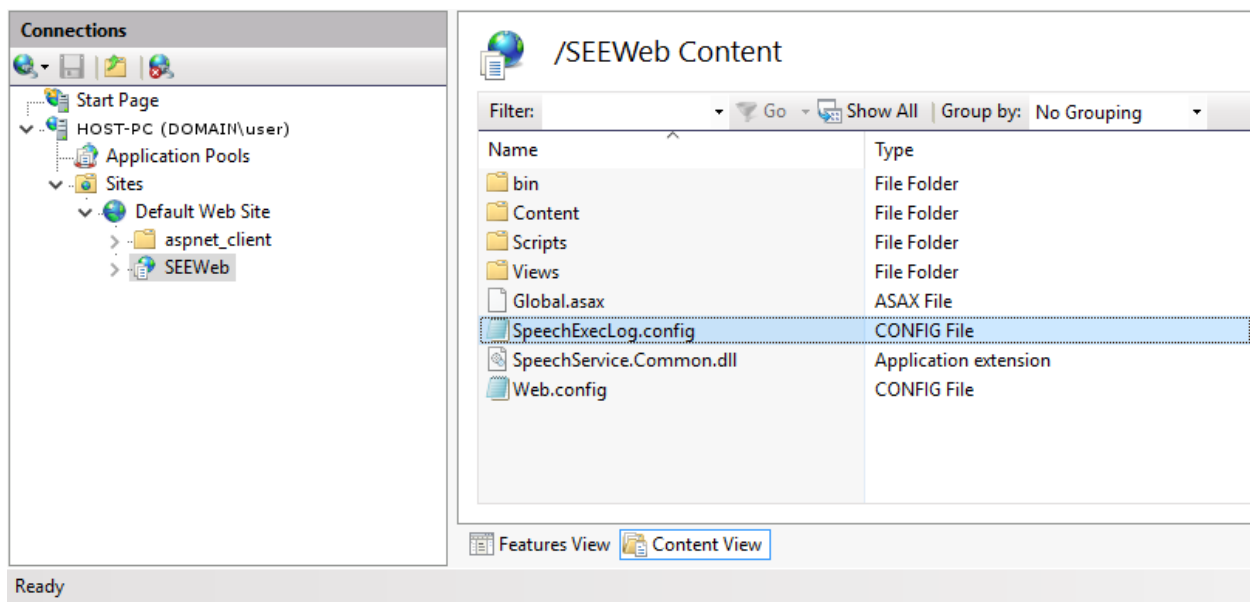 Connections
Start Page
HOST-PC (DOMAIN\user)
Application Pools
Sites
Default Web Site
aspnet_client
SEEWeb
/SEEWeb Content
Filter: Go Show All Group by: No Grouping
Name Type
bin File Folder
Content File Folder
Scripts File Folder
Views File Folder
Global.asax ASAX File
SpeechExecLog.config CONFIG File
SpeechService.Common.dll Application extension
Web.config CONFIG File
Features View Content View
Ready